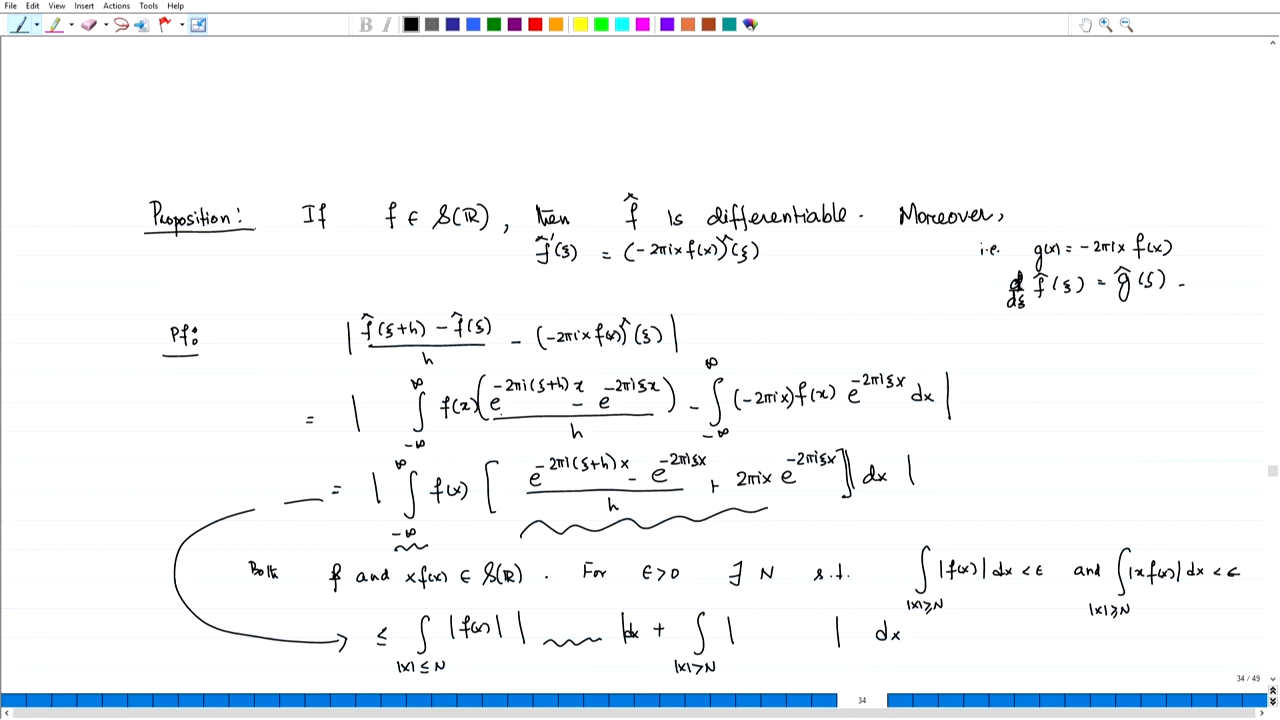 File Edit View Insert Actions Tools Help
B I
Proposition: If f ∈ S(ℝ), then f̂ is differentiable. Moreover,
f̂'(ξ) = (-2πix f(x))^(ξ) i.e. g(x) = -2πix f(x)
d/dξ f̂(ξ) = ĝ(ξ).
Pf: | (f̂(ξ+h) - f̂(ξ))/h - (-2πix f(x))^(ξ) |
= | ∫_{-∞}^{∞} f(x) ( (e^{-2πi(ξ+h)x} - e^{-2πiξx})/h ) - ∫_{-∞}^{∞} (-2πix) f(x) e^{-2πiξx} dx |
= | ∫_{-∞}^{∞} f(x) [ (e^{-2πi(ξ+h)x} - e^{-2πiξx})/h + 2πix e^{-2πiξx} ] dx |
Both f and xf(x) ∈ S(ℝ). For ε>0 ∃ N s.t. ∫_{|x|≥N} |f(x)| dx < ε and ∫_{|x|≥N} |xf(x)| dx < ε
≤ ∫_{|x|≤N} |f(x)| | ~~~ | dx + ∫_{|x|>N} | | dx
34 / 49
34